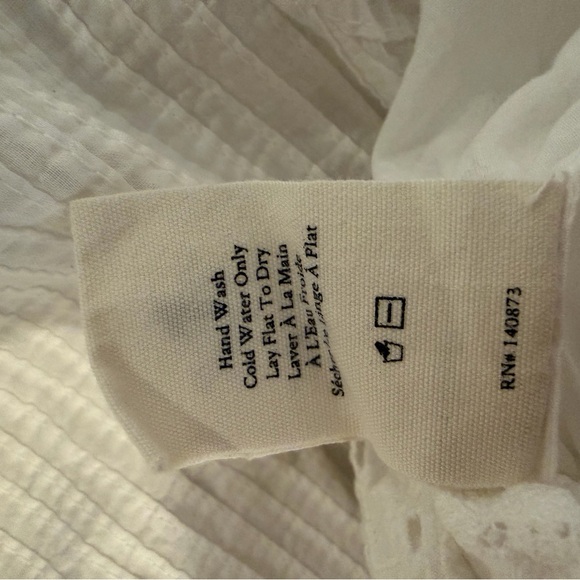 Hand Wash
Cold Water Only
Lay Flat To Dry
Laver À La Main
À L'Eau Froide
À Plat
RN# 140873